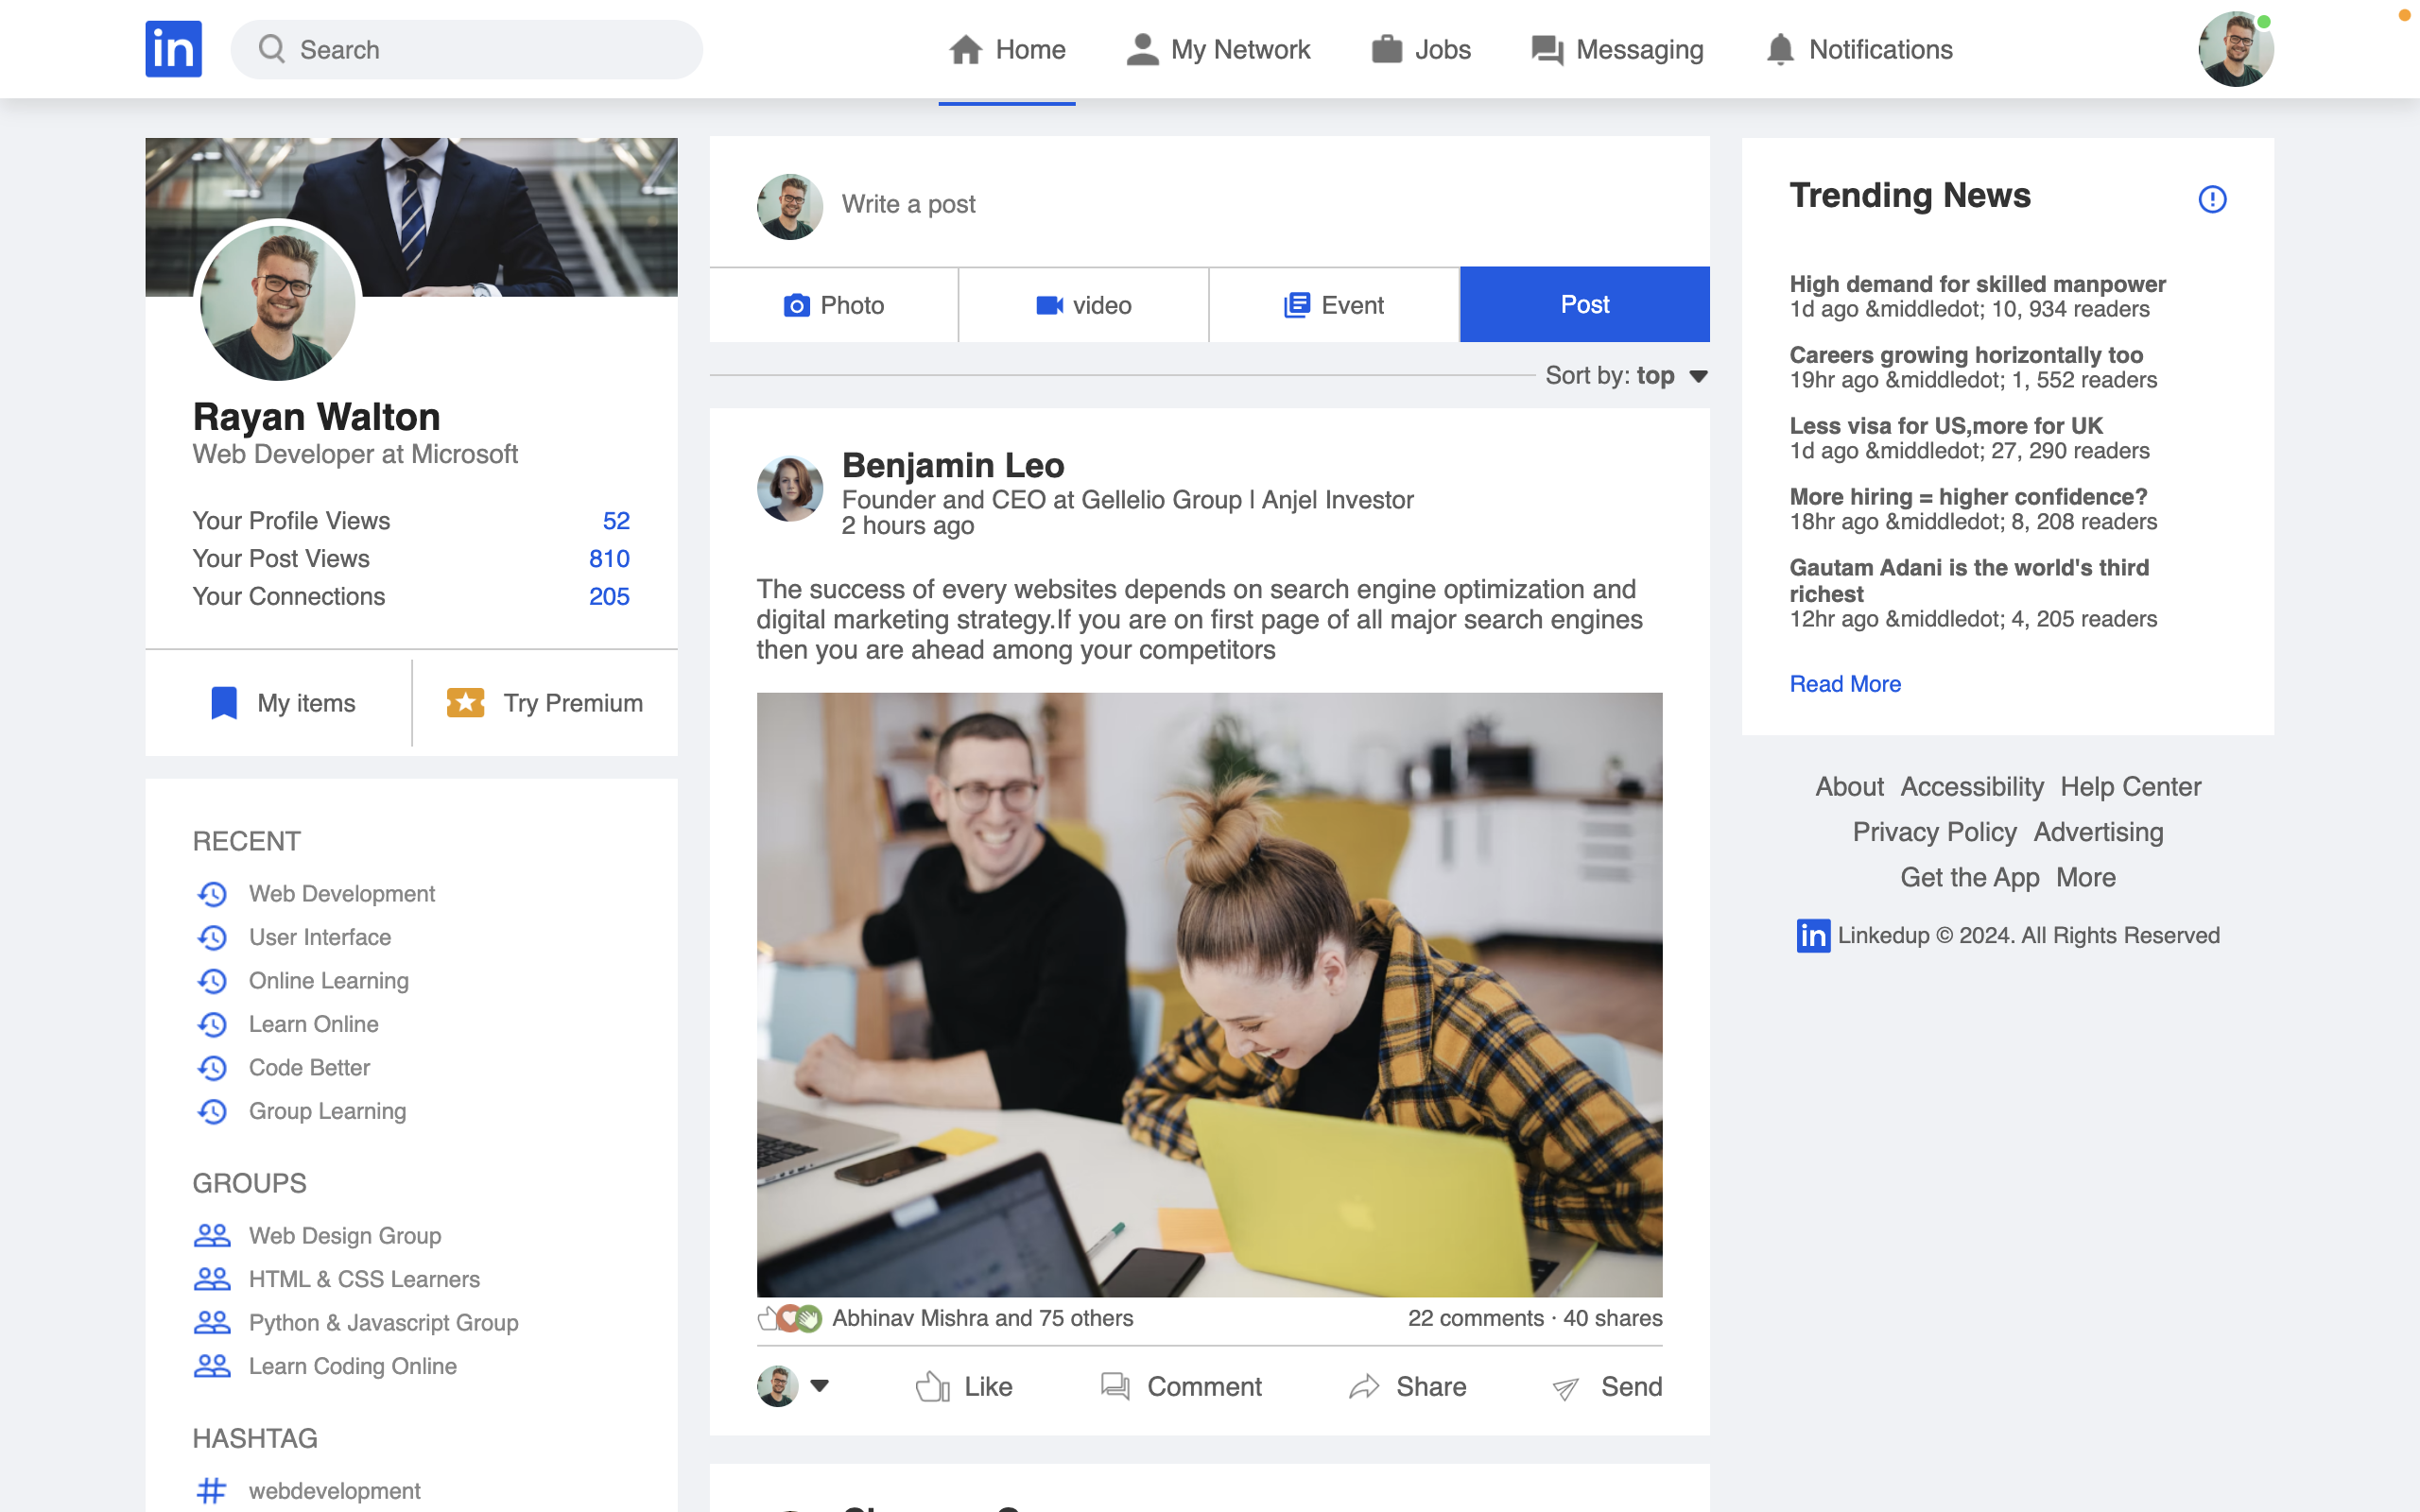 in
Search
Home
My Network
Jobs
Messaging
Notifications
Rayan Walton
Web Developer at Microsoft
Your Profile Views 52
Your Post Views 810
Your Connections 205
My items
Try Premium
RECENT
Web Development
User Interface
Online Learning
Learn Online
Code Better
Group Learning
GROUPS
Web Design Group
HTML & CSS Learners
Python & Javascript Group
Learn Coding Online
HASHTAG
# webdevelopment
Write a post
Photo
video
Event
Post
Sort by: top
Benjamin Leo
Founder and CEO at Gellelio Group | Anjel Investor
2 hours ago
The success of every websites depends on search engine optimization and
digital marketing strategy.If you are on first page of all major search engines
then you are ahead among your competitors
Abhinav Mishra and 75 others
22 comments · 40 shares
Like
Comment
Share
Send
Trending News
High demand for skilled manpower
1d ago &middledot; 10, 934 readers
Careers growing horizontally too
19hr ago &middledot; 1, 552 readers
Less visa for US,more for UK
1d ago &middledot; 27, 290 readers
More hiring = higher confidence?
18hr ago &middledot; 8, 208 readers
Gautam Adani is the world's third
richest
12hr ago &middledot; 4, 205 readers
Read More
About Accessibility Help Center
Privacy Policy Advertising
Get the App More
in Linkedup © 2024. All Rights Reserved